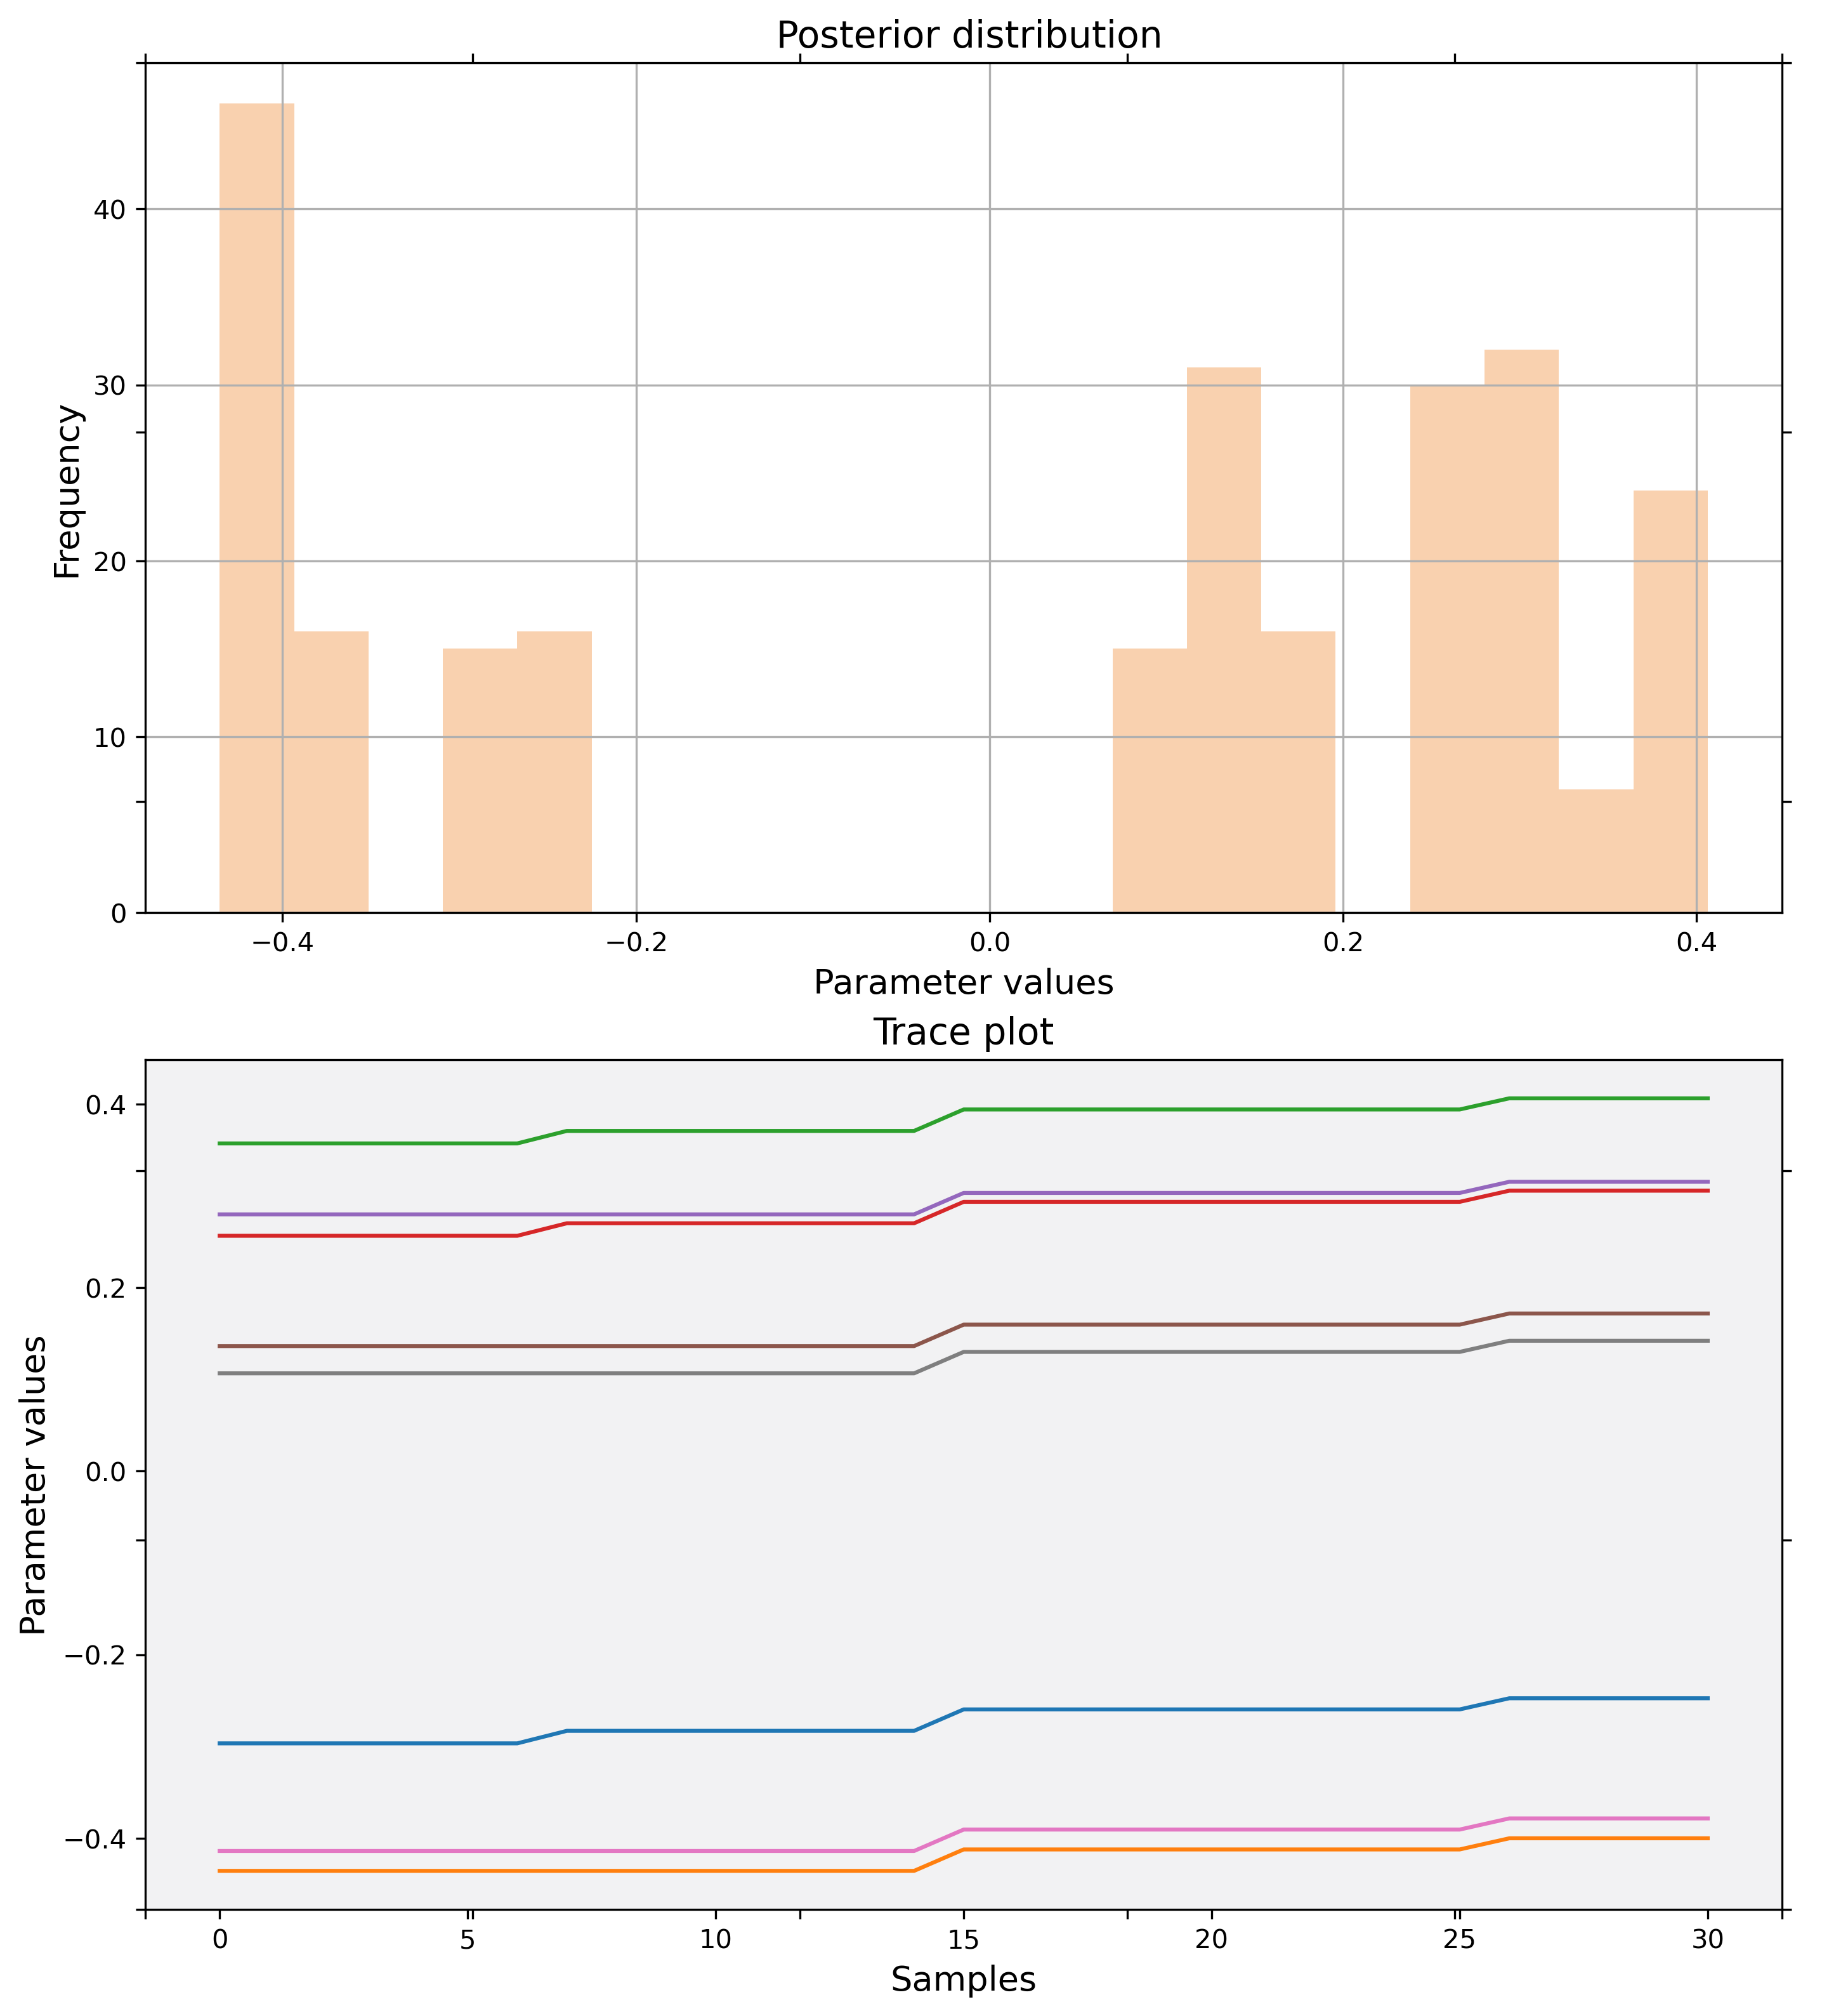 Posterior distribution
Frequency
40
30
20
10
0
−0.4 −0.2 0.0 0.2 0.4
Parameter values
Trace plot
Parameter values
0.4
0.2
0.0
−0.2
−0.4
0 5 10 15 20 25 30
Samples